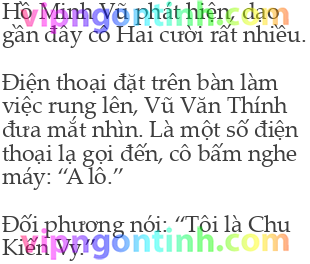 Hồ Minh Vũ phát hiện, dạo
gần đây cô Hai cười rất nhiều.
Điện thoại đặt trên bàn làm
việc rung lên, Vũ Văn Thính
đưa mắt nhìn. Là một số điện
thoại lạ gọi đến, cô bấm nghe
máy: “A lô.”
Đối phương nói: “Tôi là Chu
Kiến Vy.”
vipngontinh.com
vipngontinh.com